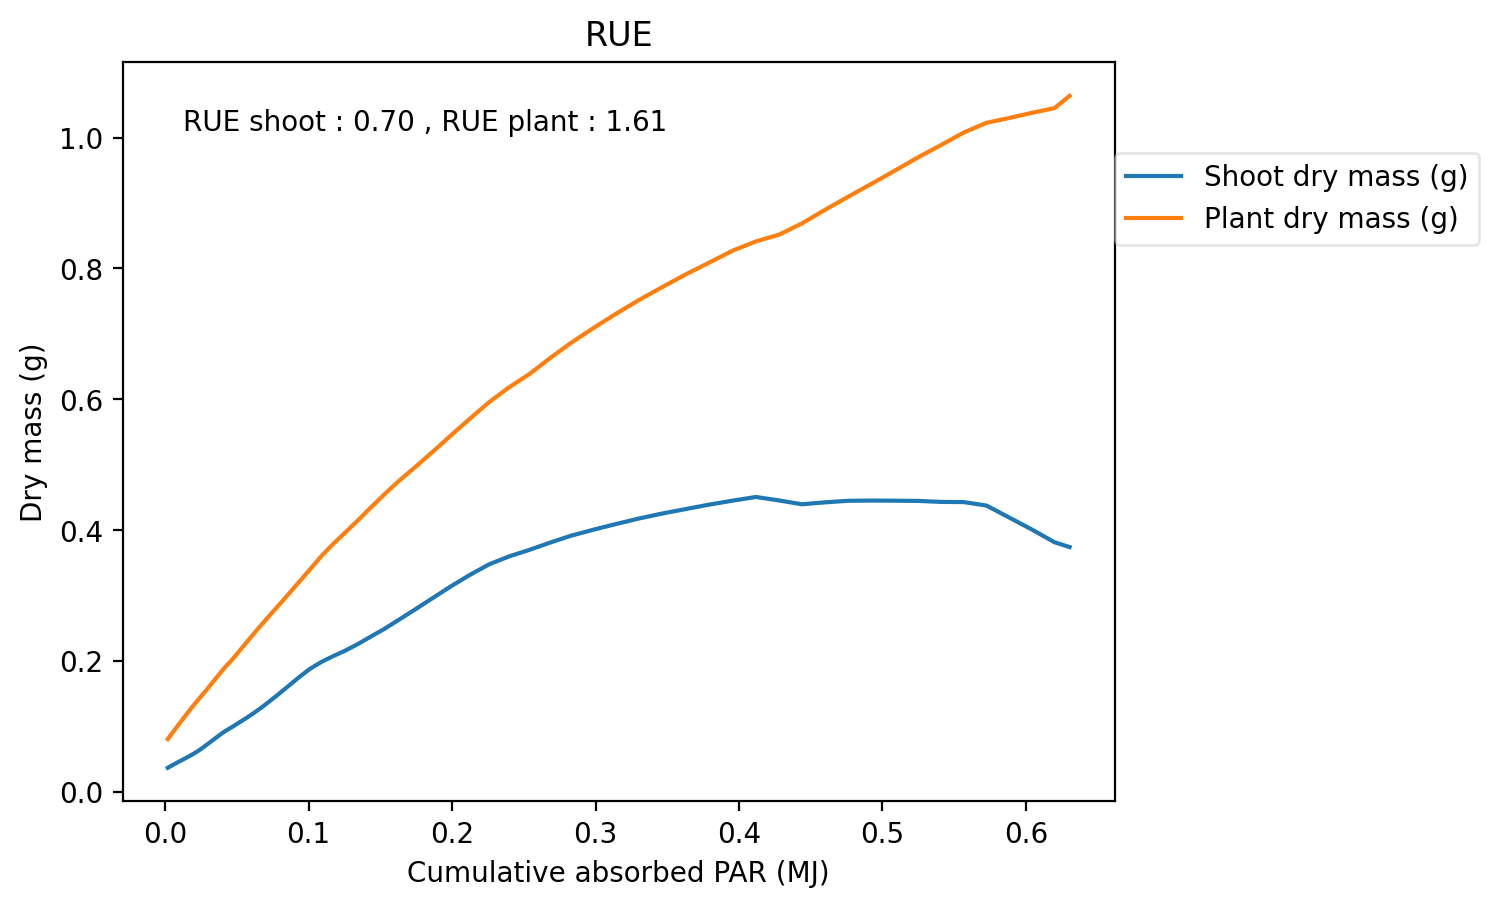 RUE
RUE shoot : 0.70 , RUE plant : 1.61
Shoot dry mass (g)
Plant dry mass (g)
Dry mass (g)
1.0
0.8
0.6
0.4
0.2
0.0
0.0 0.1 0.2 0.3 0.4 0.5 0.6
Cumulative absorbed PAR (MJ)